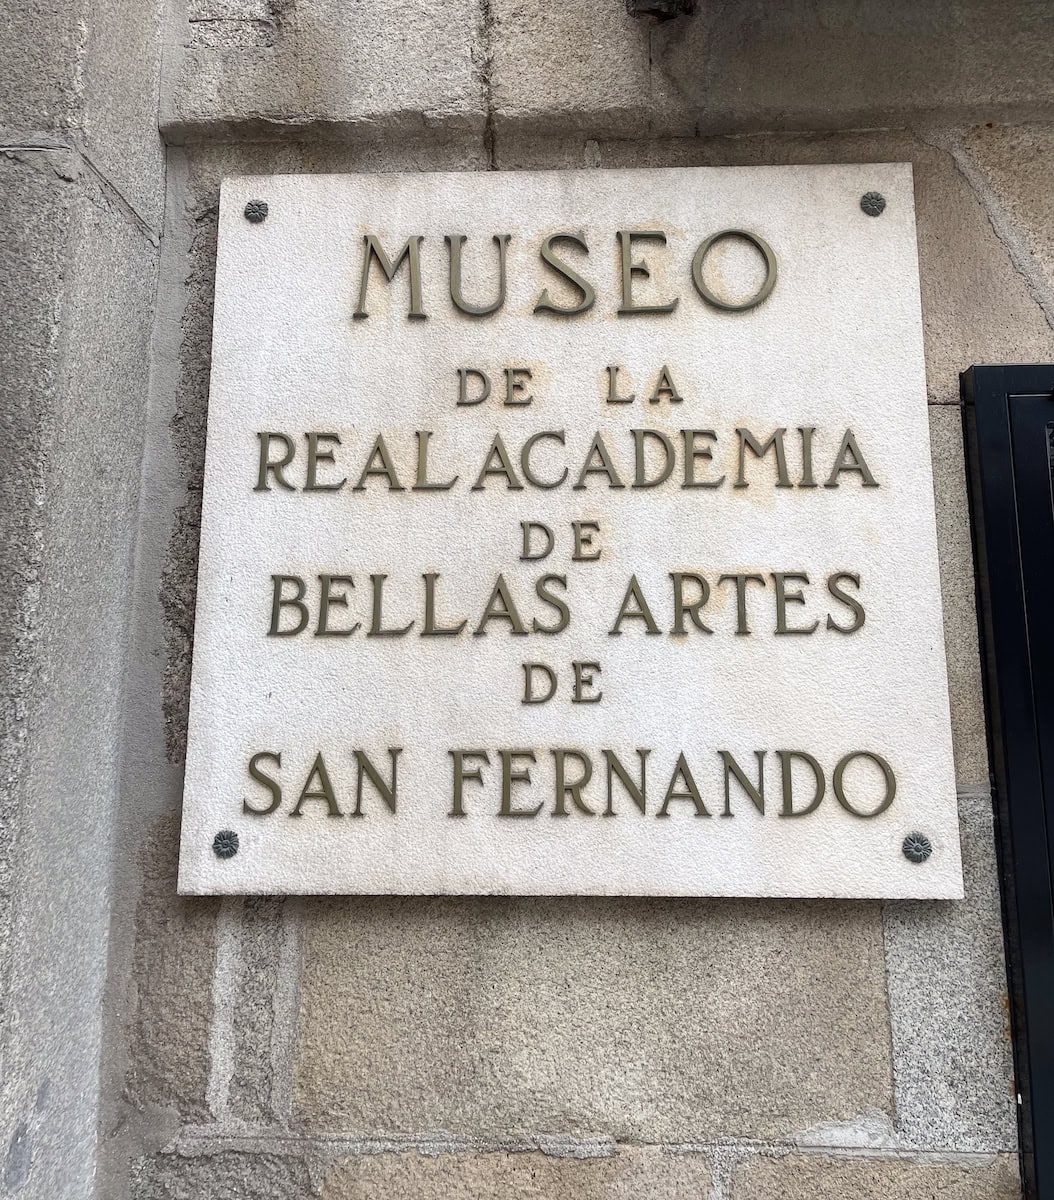 MUSEO
DE LA
REAL ACADEMIA
DE
BELLAS ARTES
DE
SAN FERNANDO